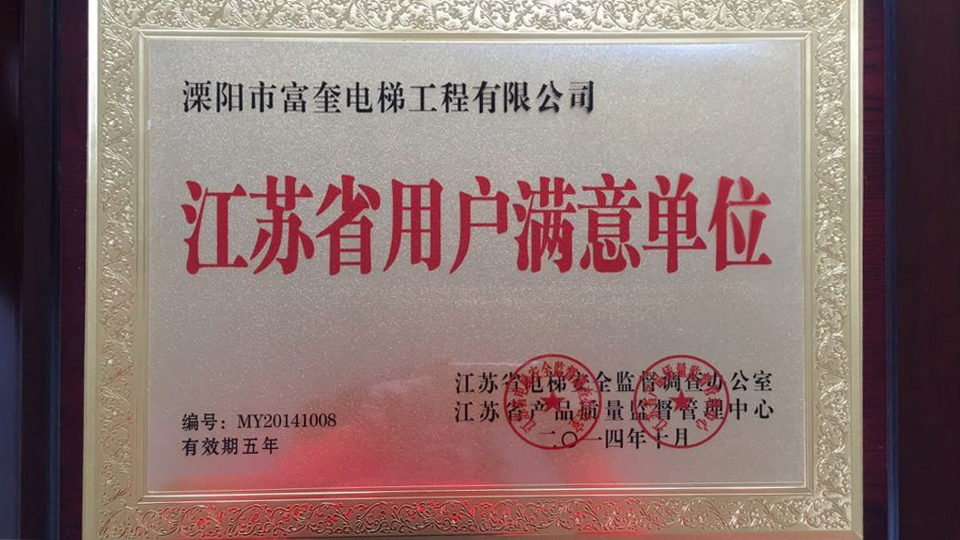 溧阳市富奎电梯工程有限公司
江苏省用户满意单位
江苏省电梯安全监督调查办公室
江苏省产品质量监督管理中心
二〇一四年十月
编号：MY20141008
有效期五年